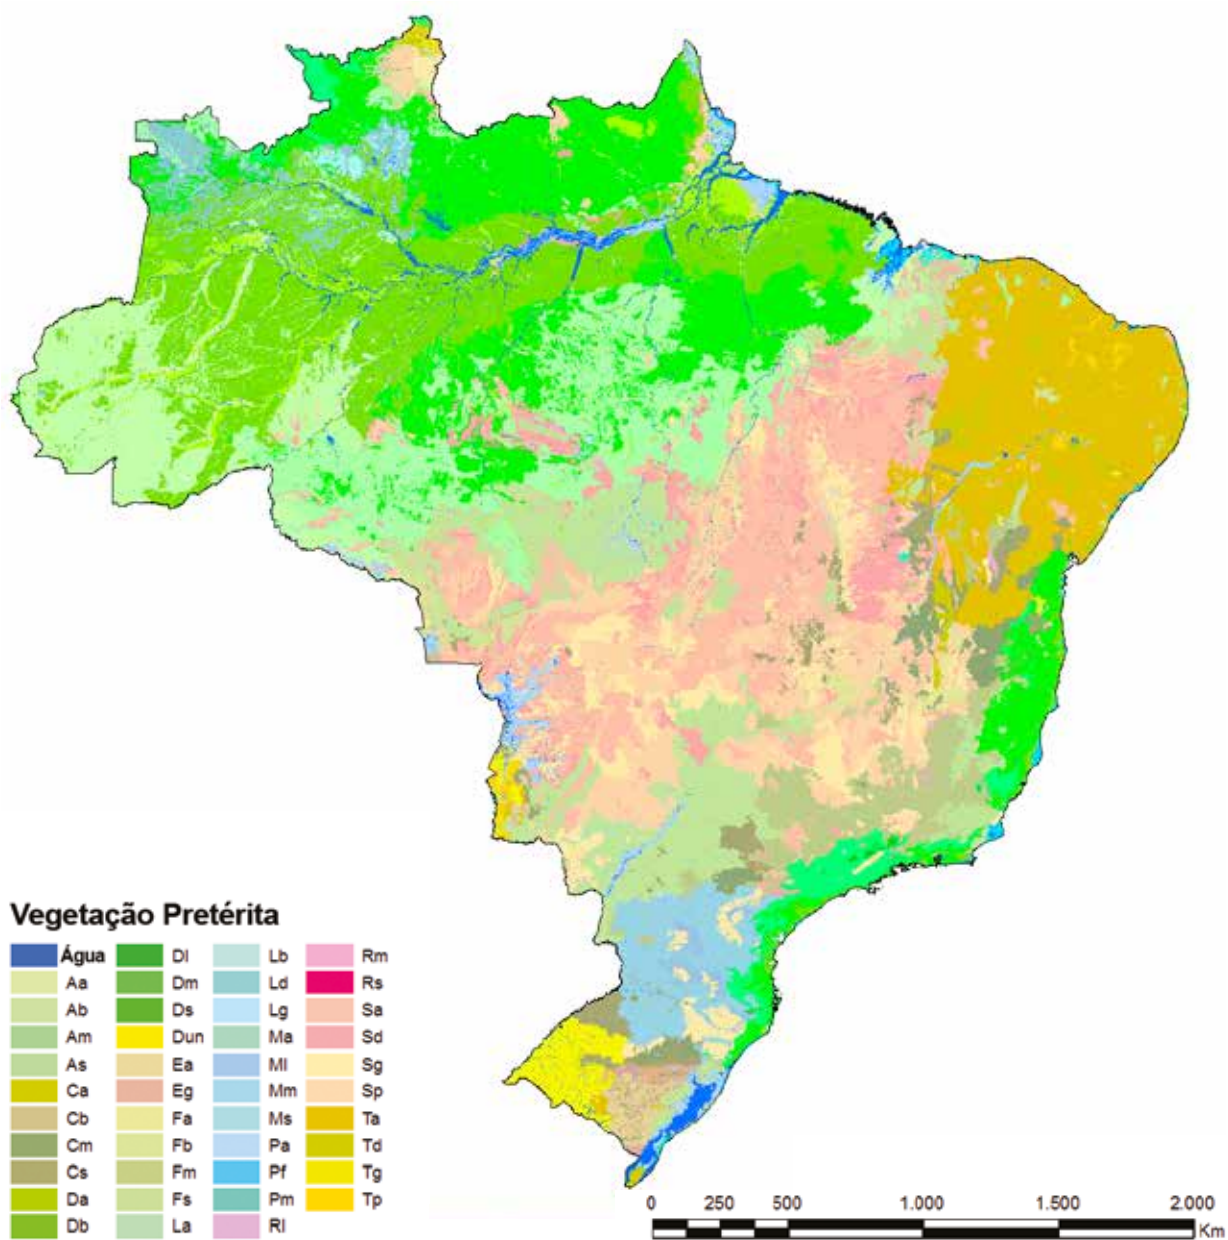 Vegetação Pretérita
Água
Aa
Ab
Am
As
Ca
Cb
Cm
Cs
Da
Db
Dl
Dm
Ds
Dun
Ea
Eg
Fa
Fb
Fm
Fs
La
Lb
Ld
Lg
Ma
Ml
Mm
Ms
Pa
Pf
Pm
Rl
Rm
Rs
Sa
Sd
Sg
Sp
Ta
Td
Tg
Tp
0 250 500 1.000 1.500 2.000
Km